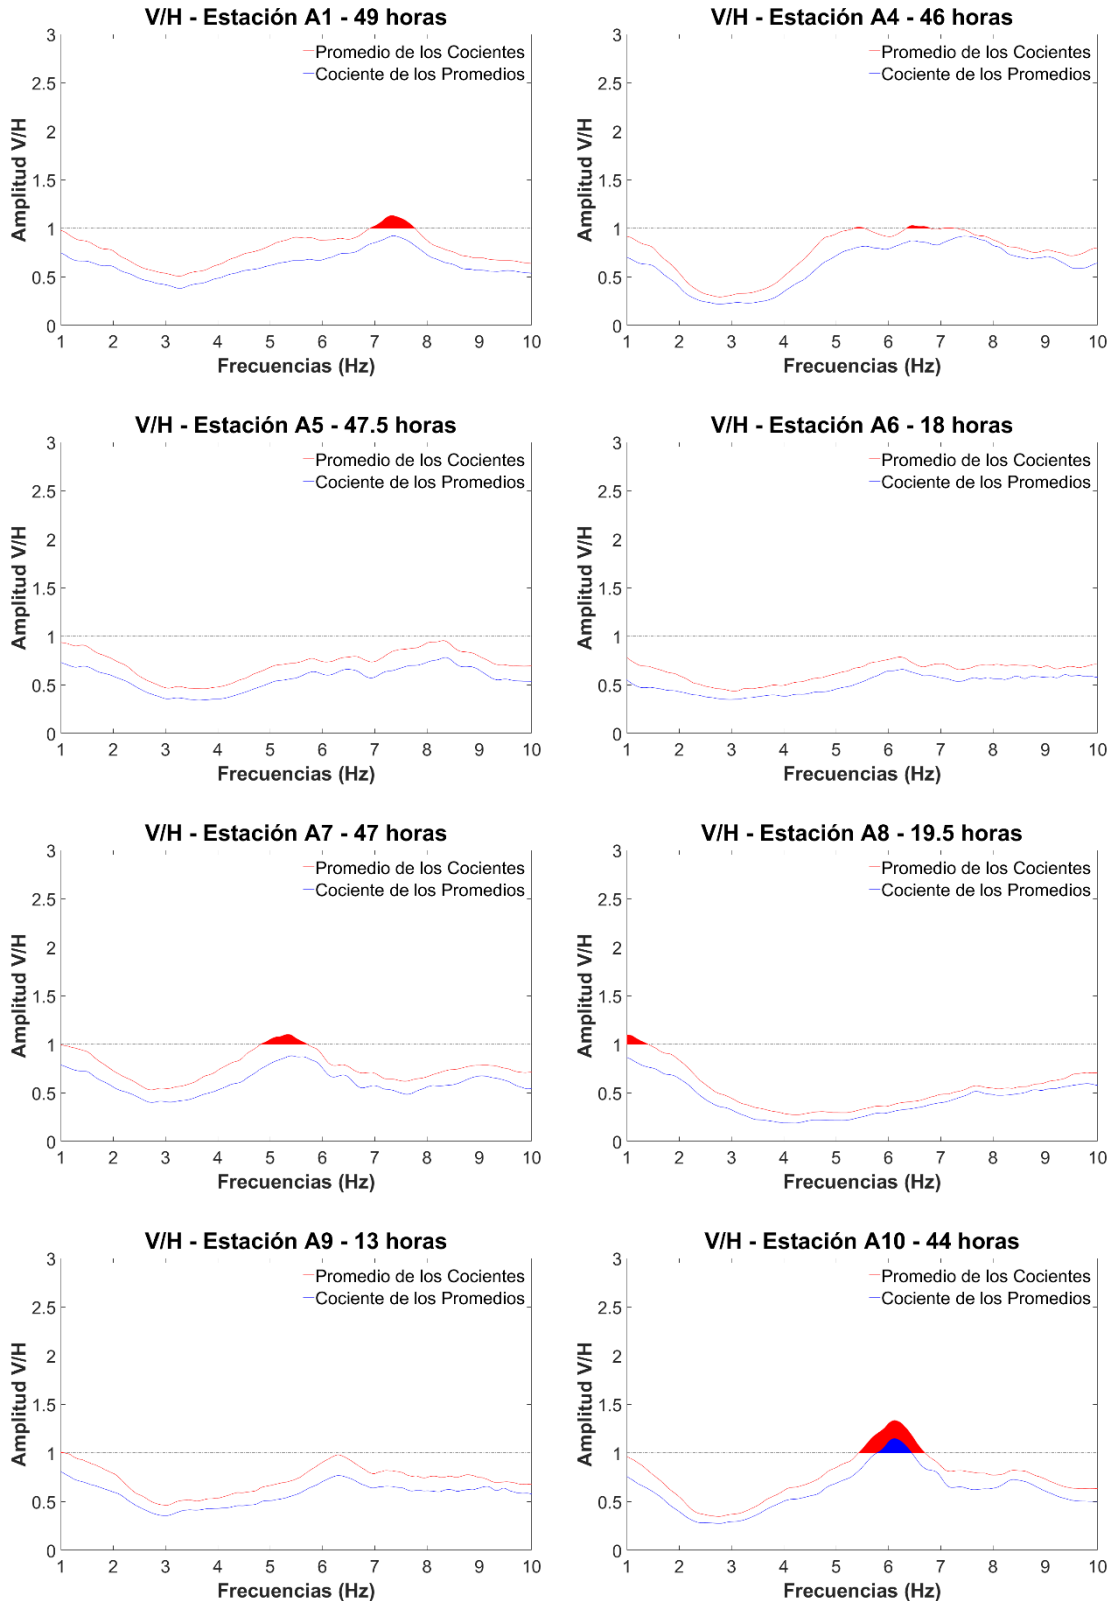 V/H - Estación A1 - 49 horas
Promedio de los Cocientes
Cociente de los Promedios
Amplitud V/H
3
2.5
2
1.5
1
0.5
0
1 2 3 4 5 6 7 8 9 10
Frecuencias (Hz)
V/H - Estación A4 - 46 horas
Promedio de los Cocientes
Cociente de los Promedios
Amplitud V/H
3
2.5
2
1.5
1
0.5
0
1 2 3 4 5 6 7 8 9 10
Frecuencias (Hz)
V/H - Estación A5 - 47.5 horas
Promedio de los Cocientes
Cociente de los Promedios
Amplitud V/H
3
2.5
2
1.5
1
0.5
0
1 2 3 4 5 6 7 8 9 10
Frecuencias (Hz)
V/H - Estación A6 - 18 horas
Promedio de los Cocientes
Cociente de los Promedios
Amplitud V/H
3
2.5
2
1.5
1
0.5
0
1 2 3 4 5 6 7 8 9 10
Frecuencias (Hz)
V/H - Estación A7 - 47 horas
Promedio de los Cocientes
Cociente de los Promedios
Amplitud V/H
3
2.5
2
1.5
1
0.5
0
1 2 3 4 5 6 7 8 9 10
Frecuencias (Hz)
V/H - Estación A8 - 19.5 horas
Promedio de los Cocientes
Cociente de los Promedios
Amplitud V/H
3
2.5
2
1.5
1
0.5
0
1 2 3 4 5 6 7 8 9 10
Frecuencias (Hz)
V/H - Estación A9 - 13 horas
Promedio de los Cocientes
Cociente de los Promedios
Amplitud V/H
3
2.5
2
1.5
1
0.5
0
1 2 3 4 5 6 7 8 9 10
Frecuencias (Hz)
V/H - Estación A10 - 44 horas
Promedio de los Cocientes
Cociente de los Promedios
Amplitud V/H
3
2.5
2
1.5
1
0.5
0
1 2 3 4 5 6 7 8 9 10
Frecuencias (Hz)